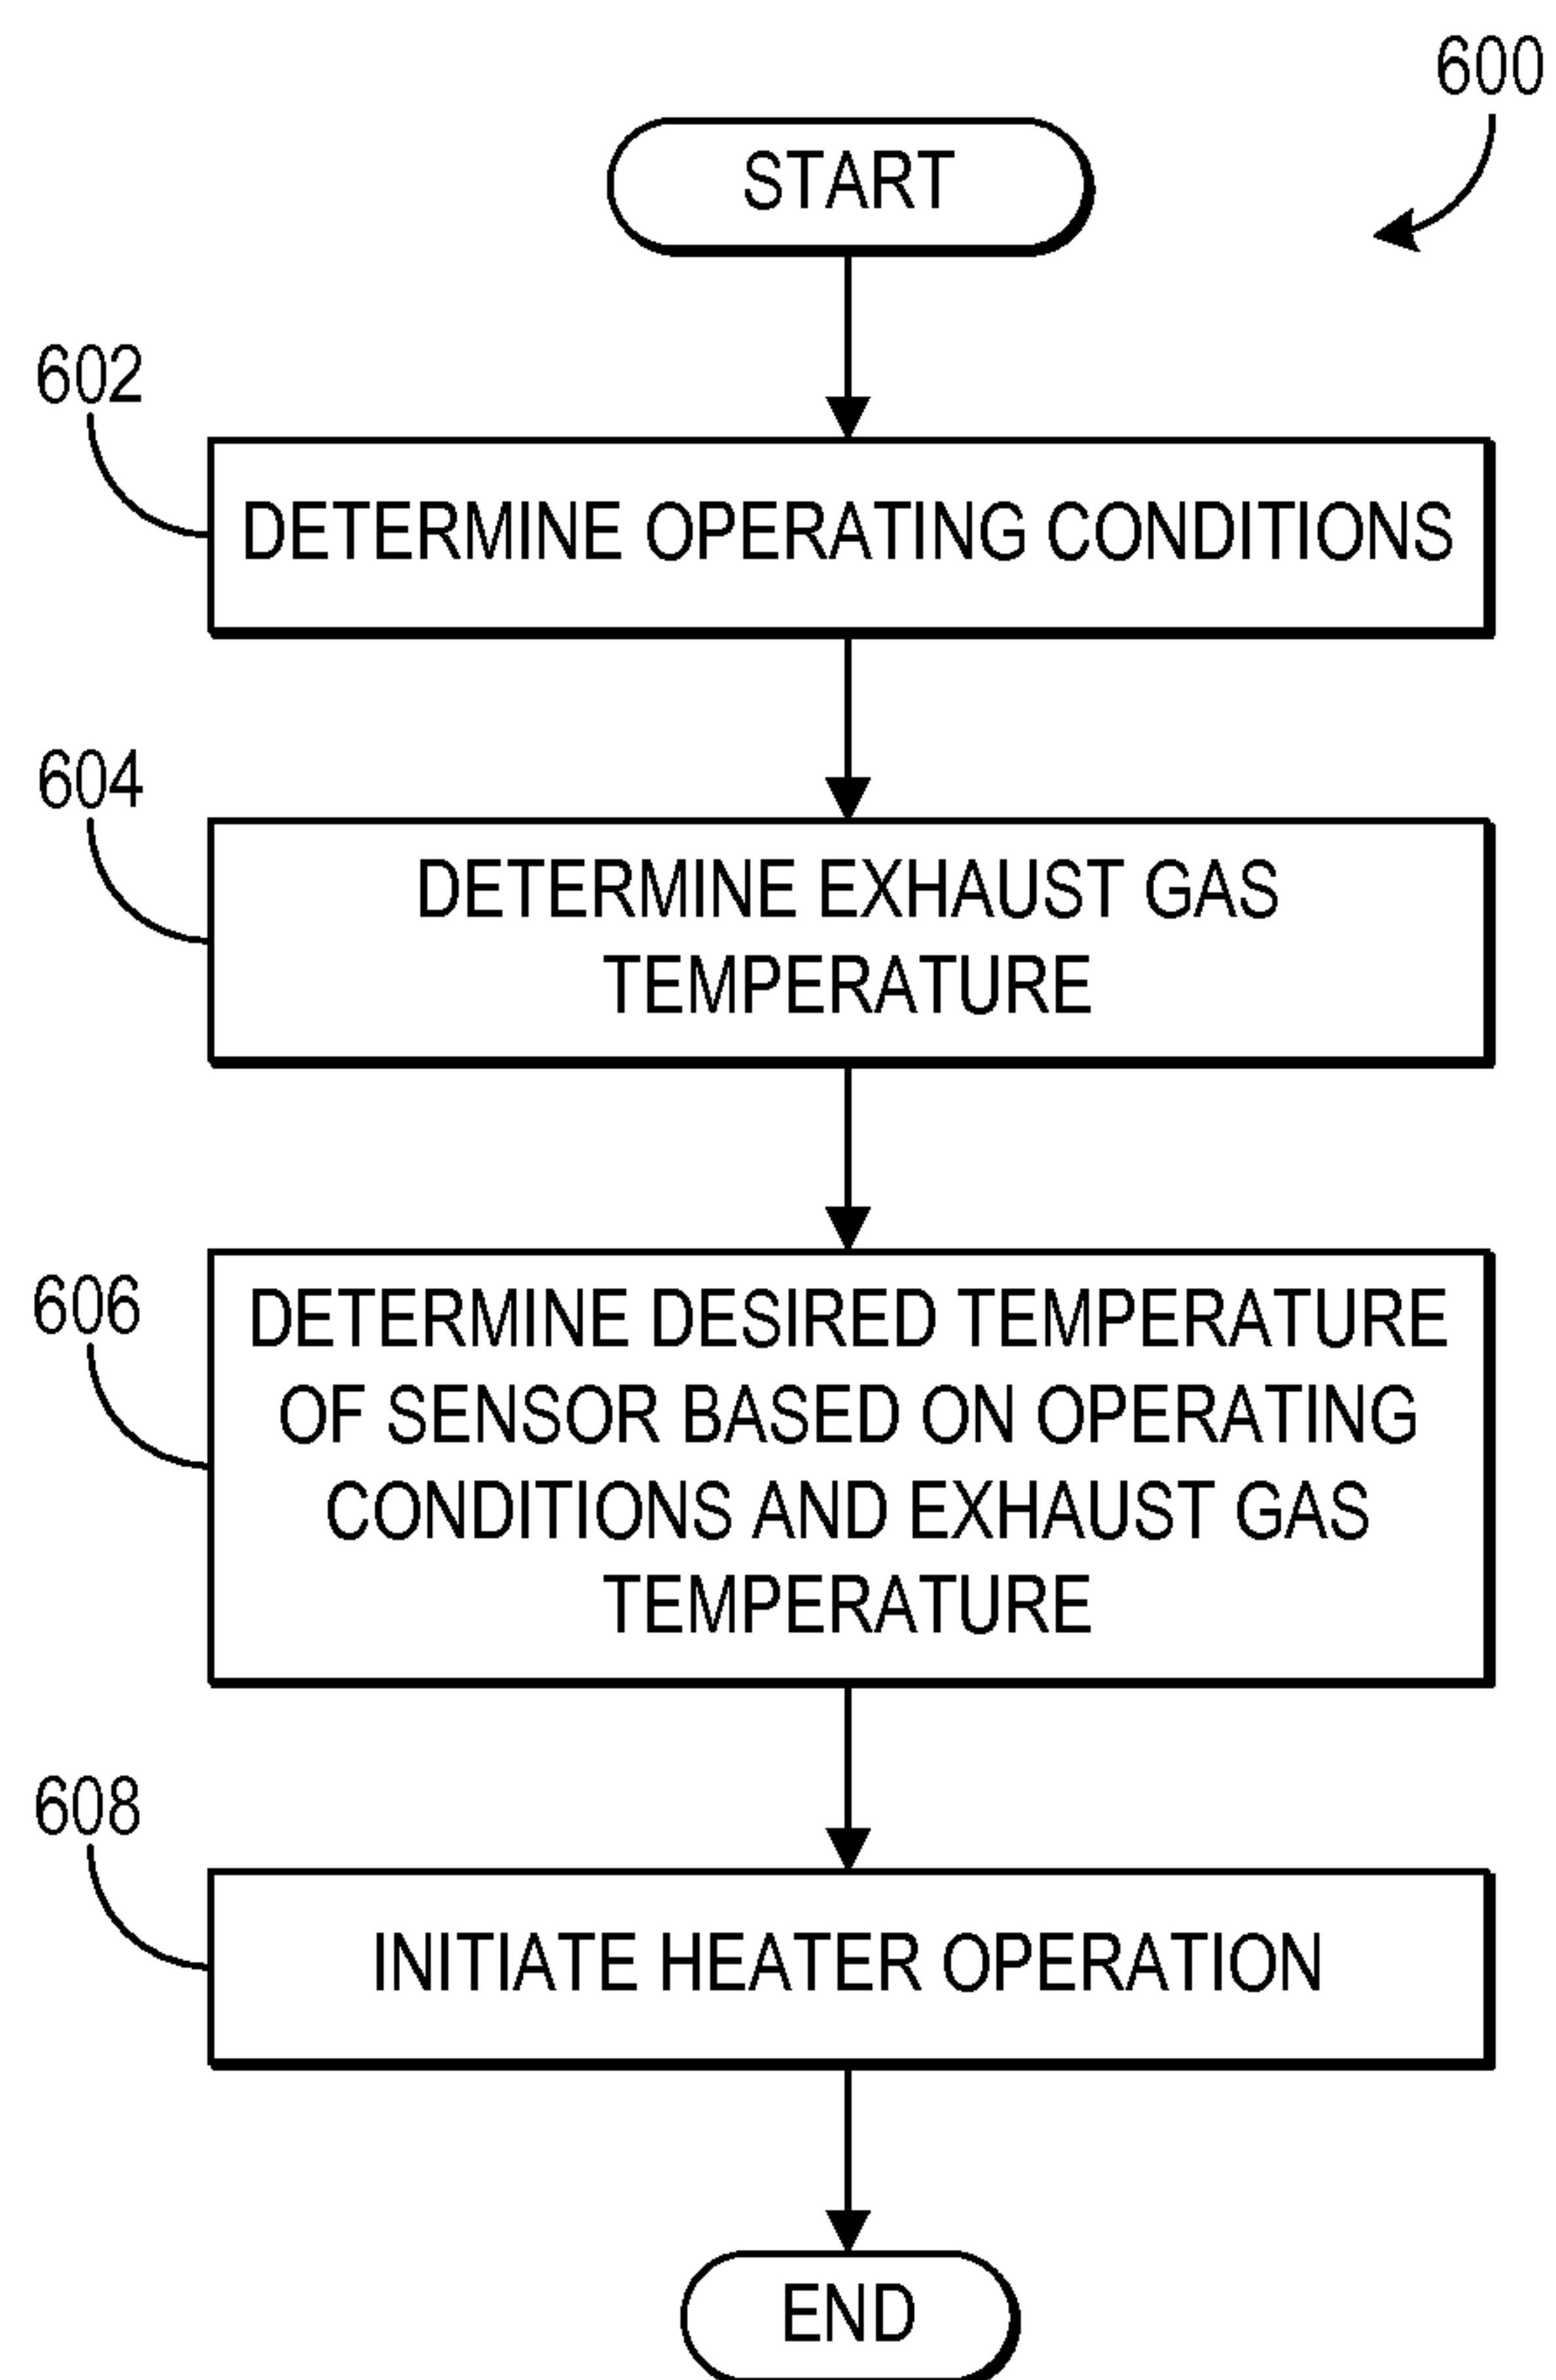 600
START
602
DETERMINE OPERATING CONDITIONS
604
DETERMINE EXHAUST GAS
TEMPERATURE
606
DETERMINE DESIRED TEMPERATURE
OF SENSOR BASED ON OPERATING
CONDITIONS AND EXHAUST GAS
TEMPERATURE
608
INITIATE HEATER OPERATION
END